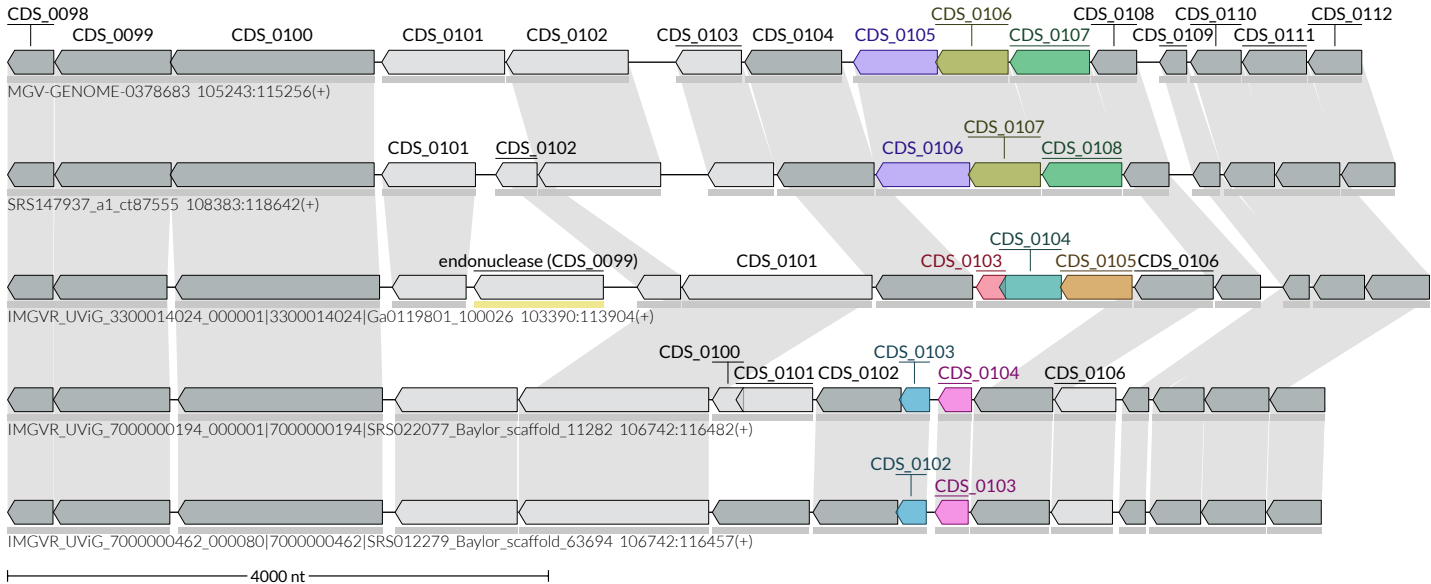 CDS_0098 CDS_0106 CDS_0108 CDS_0110 CDS_0112
CDS_0099 CDS_0100 CDS_0101 CDS_0102 CDS_0103 CDS_0104 CDS_0105 CDS_0107 CDS_0109 CDS_0111
MGV-GENOME-0378683 105243:115256(+)
CDS_0107
CDS_0101 CDS_0102 CDS_0106 CDS_0108
SRS147937_a1_ct87555 108383:118642(+)
CDS_0104
endonuclease (CDS_0099) CDS_0101 CDS_0103 CDS_0105 CDS_0106
IMGVR_UViG_3300014024_000001|3300014024|Ga0119801_100026 103390:113904(+)
CDS_0100 CDS_0103
CDS_0101 CDS_0102 CDS_0104 CDS_0106
IMGVR_UViG_7000000194_000001|7000000194|SRS022077_Baylor_scaffold_11282 106742:116482(+)
CDS_0102
CDS_0103
IMGVR_UViG_7000000462_000080|7000000462|SRS012279_Baylor_scaffold_63694 106742:116457(+)
4000 nt